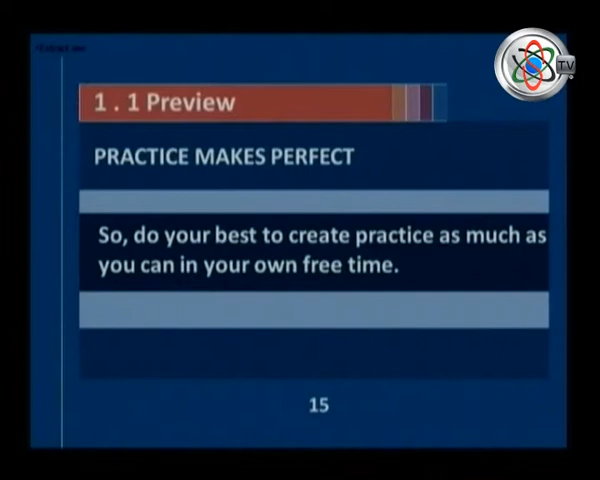 TV
1 . 1 Preview
PRACTICE MAKES PERFECT
So, do your best to create practice as much as
you can in your own free time.
15